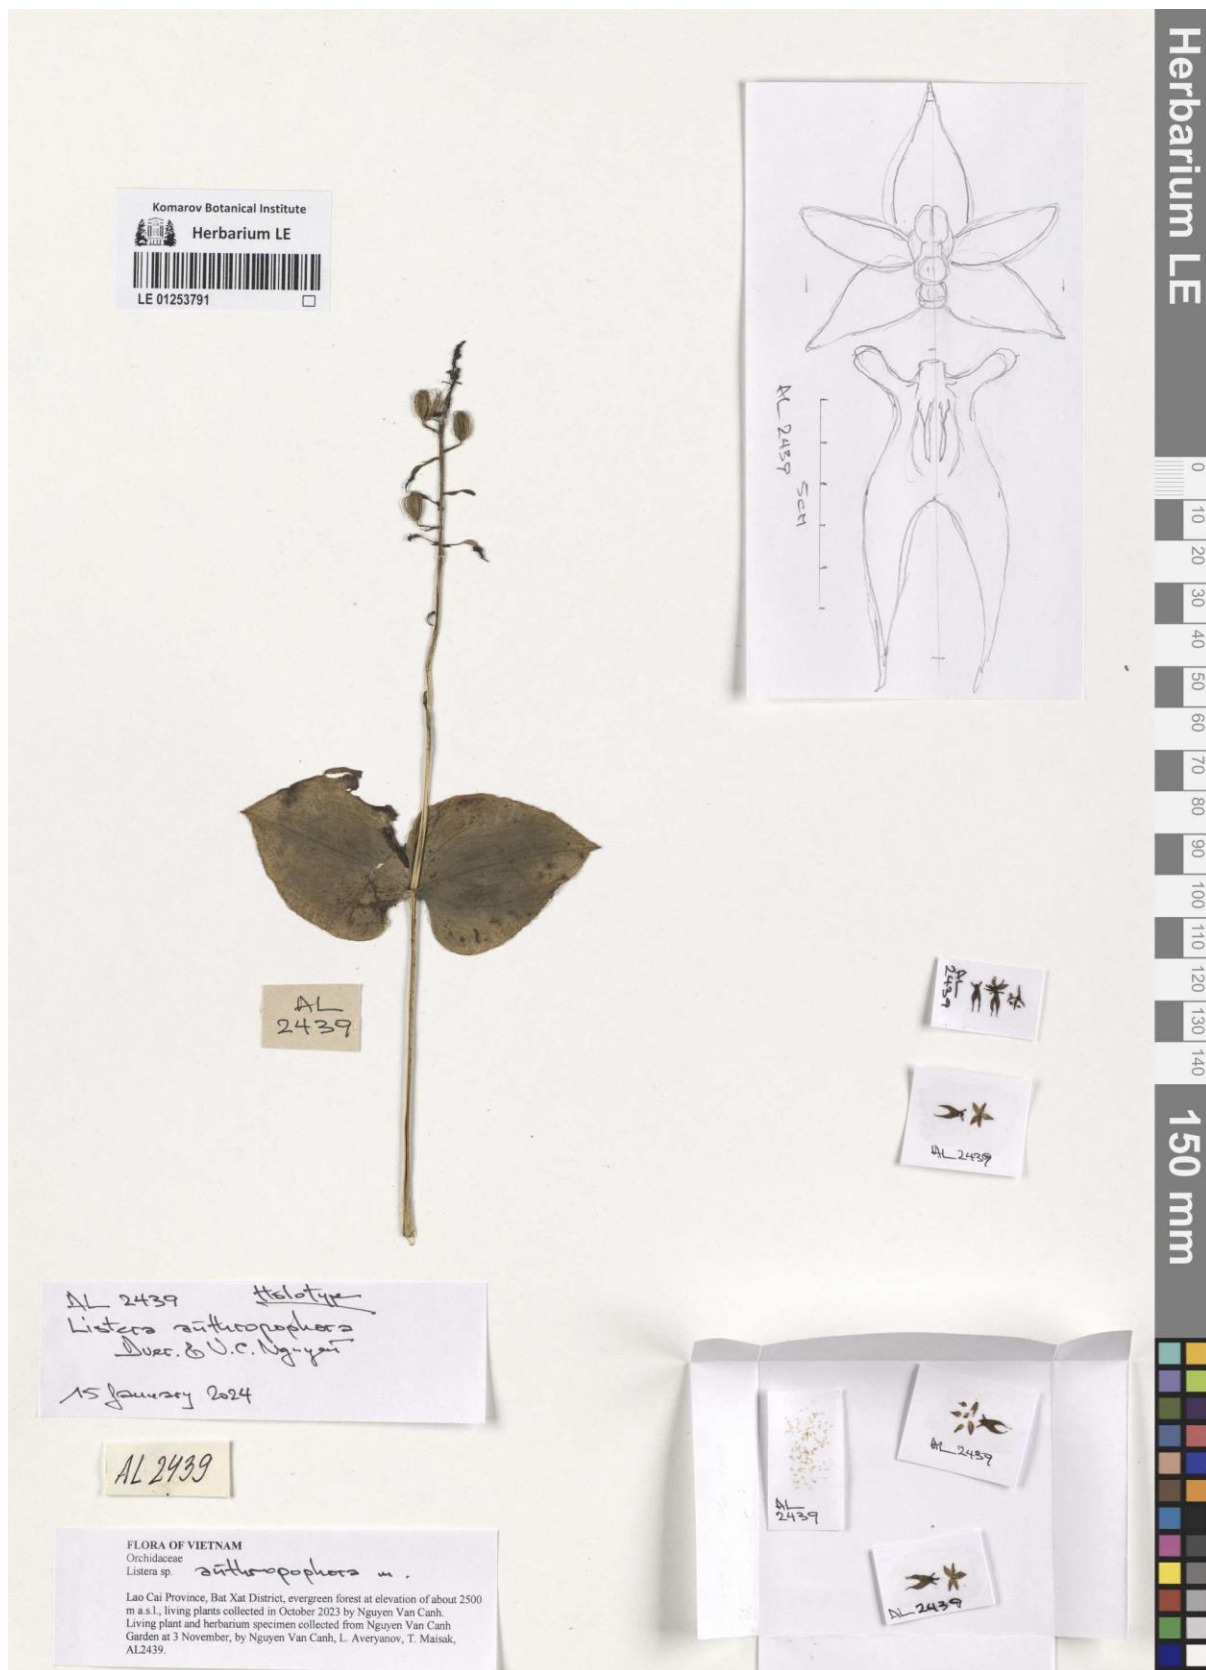 Komarov Botanical Institute
Herbarium LE
LE 01253791
AL 2439 5cm
AL
2439
AL
2439
AL 2439
AL 2439 Holotype
Listera anthropophora
Aver. & V.C. Nguyen
15 January 2024
AL 2439
FLORA OF VIETNAM
Orchidaceae
Listera sp. anthropophora m.
Lao Cai Province, Bat Xat District, evergreen forest at elevation of about 2500
m a.s.l., living plants collected in October 2023 by Nguyen Van Canh.
Living plant and herbarium specimen collected from Nguyen Van Canh
Garden at 3 November, by Nguyen Van Canh, L. Averyanov, T. Maisak,
AL2439.
AL
2439
AL 2439
AL 2439
Herbarium LE
0
10
20
30
40
50
60
70
80
90
100
110
120
130
140
150 mm